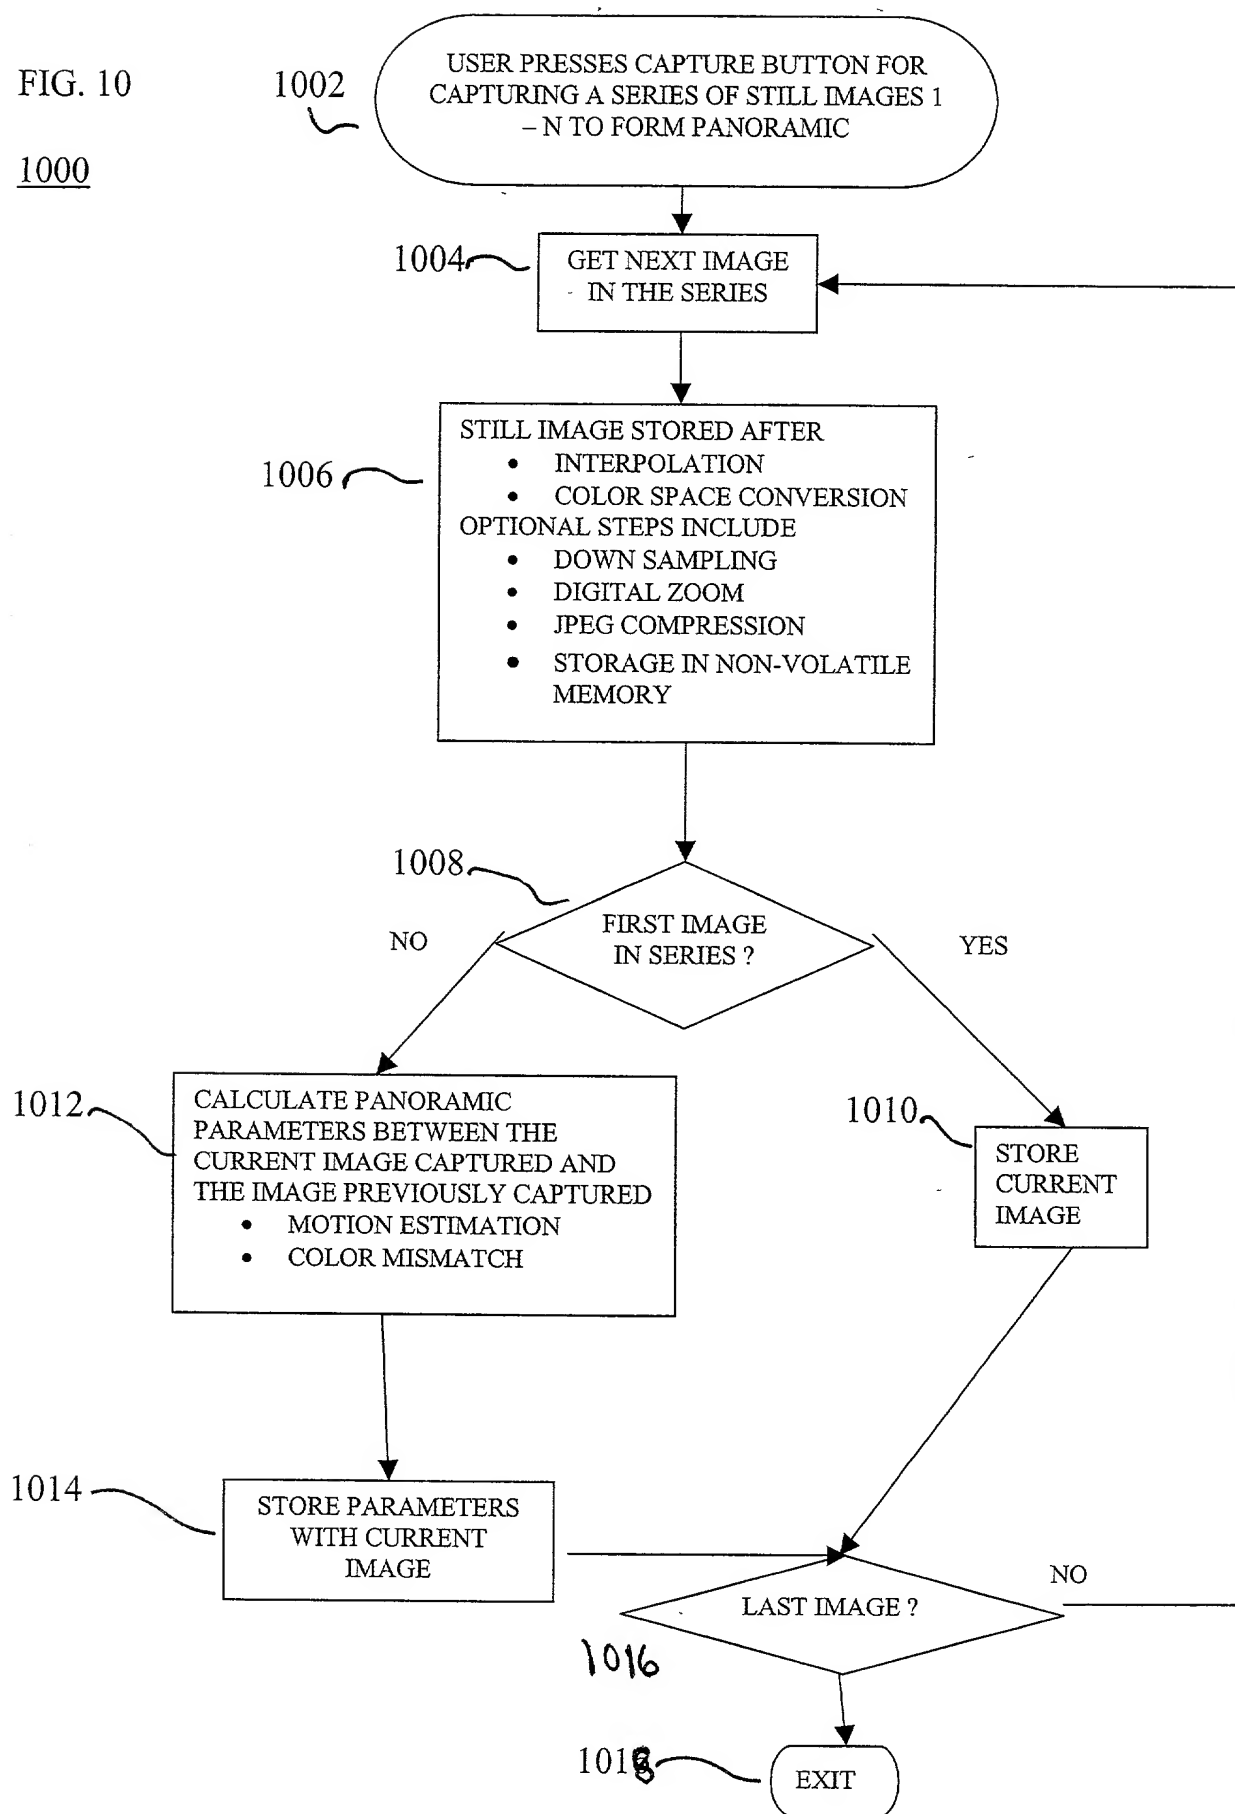 FIG. 10
1000
1002
USER PRESSES CAPTURE BUTTON FOR
CAPTURING A SERIES OF STILL IMAGES 1
– N TO FORM PANORAMIC
1004
GET NEXT IMAGE
IN THE SERIES
1006
STILL IMAGE STORED AFTER
• INTERPOLATION
• COLOR SPACE CONVERSION
OPTIONAL STEPS INCLUDE
• DOWN SAMPLING
• DIGITAL ZOOM
• JPEG COMPRESSION
• STORAGE IN NON-VOLATILE
MEMORY
1008
FIRST IMAGE
IN SERIES ?
NO
YES
1012
CALCULATE PANORAMIC
PARAMETERS BETWEEN THE
CURRENT IMAGE CAPTURED AND
THE IMAGE PREVIOUSLY CAPTURED
• MOTION ESTIMATION
• COLOR MISMATCH
1010
STORE
CURRENT
IMAGE
1014
STORE PARAMETERS
WITH CURRENT
IMAGE
LAST IMAGE ?
NO
1016
1018
EXIT